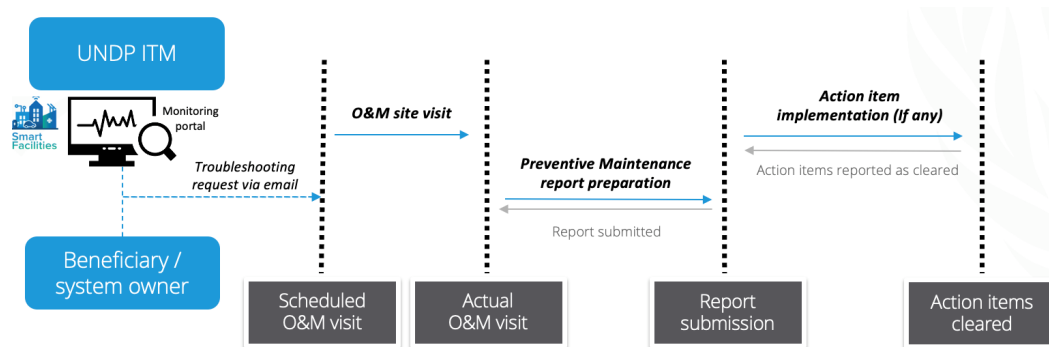 UNDP ITM
Smart
Facilities
Monitoring
portal
Troubleshooting
request via email
Beneficiary /
system owner
O&M site visit
Preventive Maintenance
report preparation
Report submitted
Action item
implementation (If any)
Action items reported as cleared
Scheduled
O&M visit
Actual
O&M visit
Report
submission
Action items
cleared